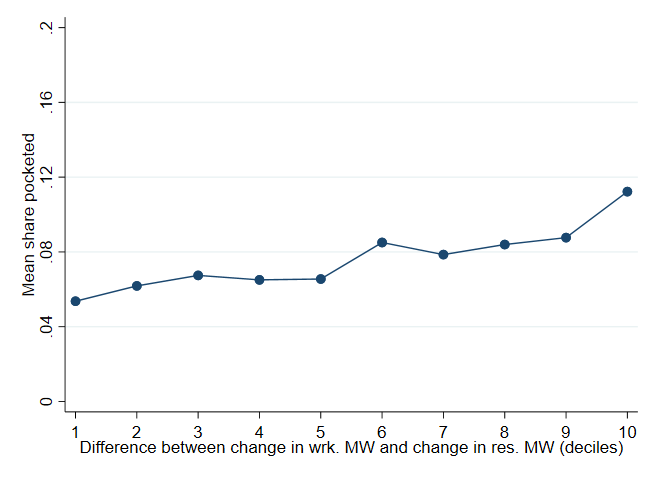 .2
.16
.12
.08
.04
0
Mean share pocketed
1 2 3 4 5 6 7 8 9 10
Difference between change in wrk. MW and change in res. MW (deciles)